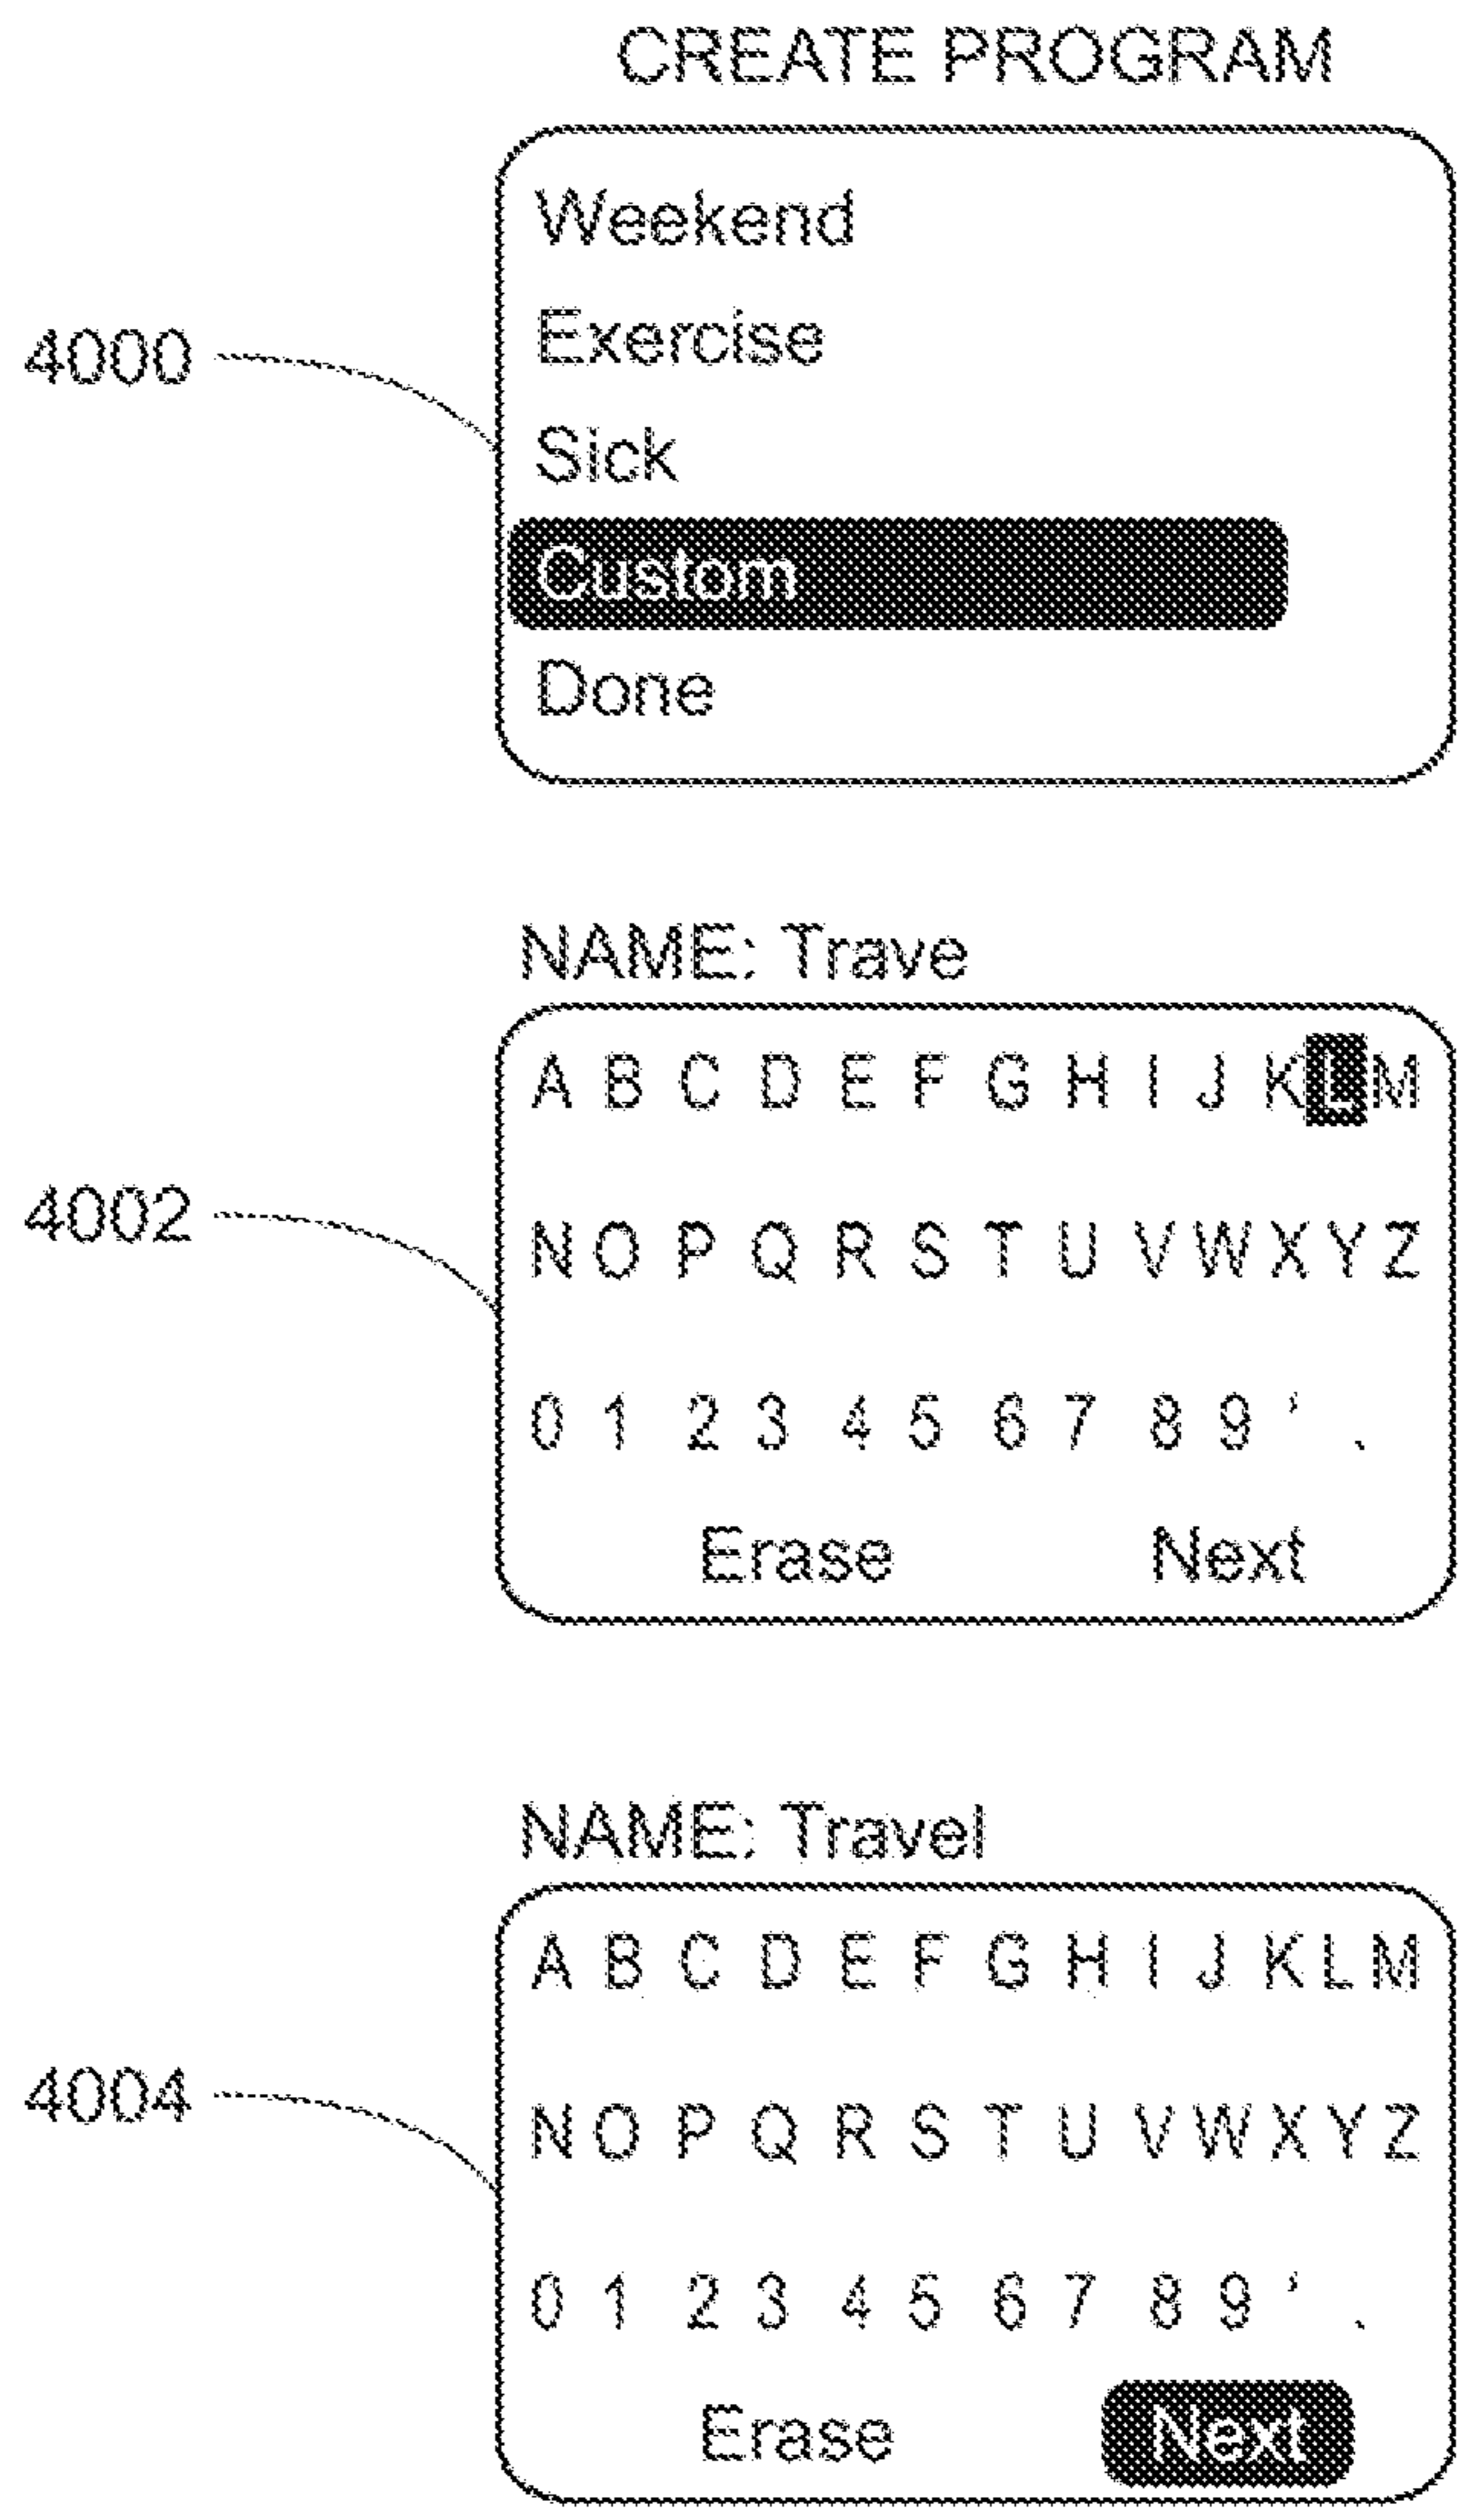 CREATE PROGRAM
Weekend
Exercise
4000
Sick
Custom
Done
NAME: Trave
A B C D E F G H I J K L M
4002
N O P Q R S T U V W X Y Z
0 1 2 3 4 5 6 7 8 9 ' .
Erase Next
NAME: Travel
A B C D E F G H I J K L M
4004
N O P Q R S T U V W X Y Z
0 1 2 3 4 5 6 7 8 9 ' .
Erase Next